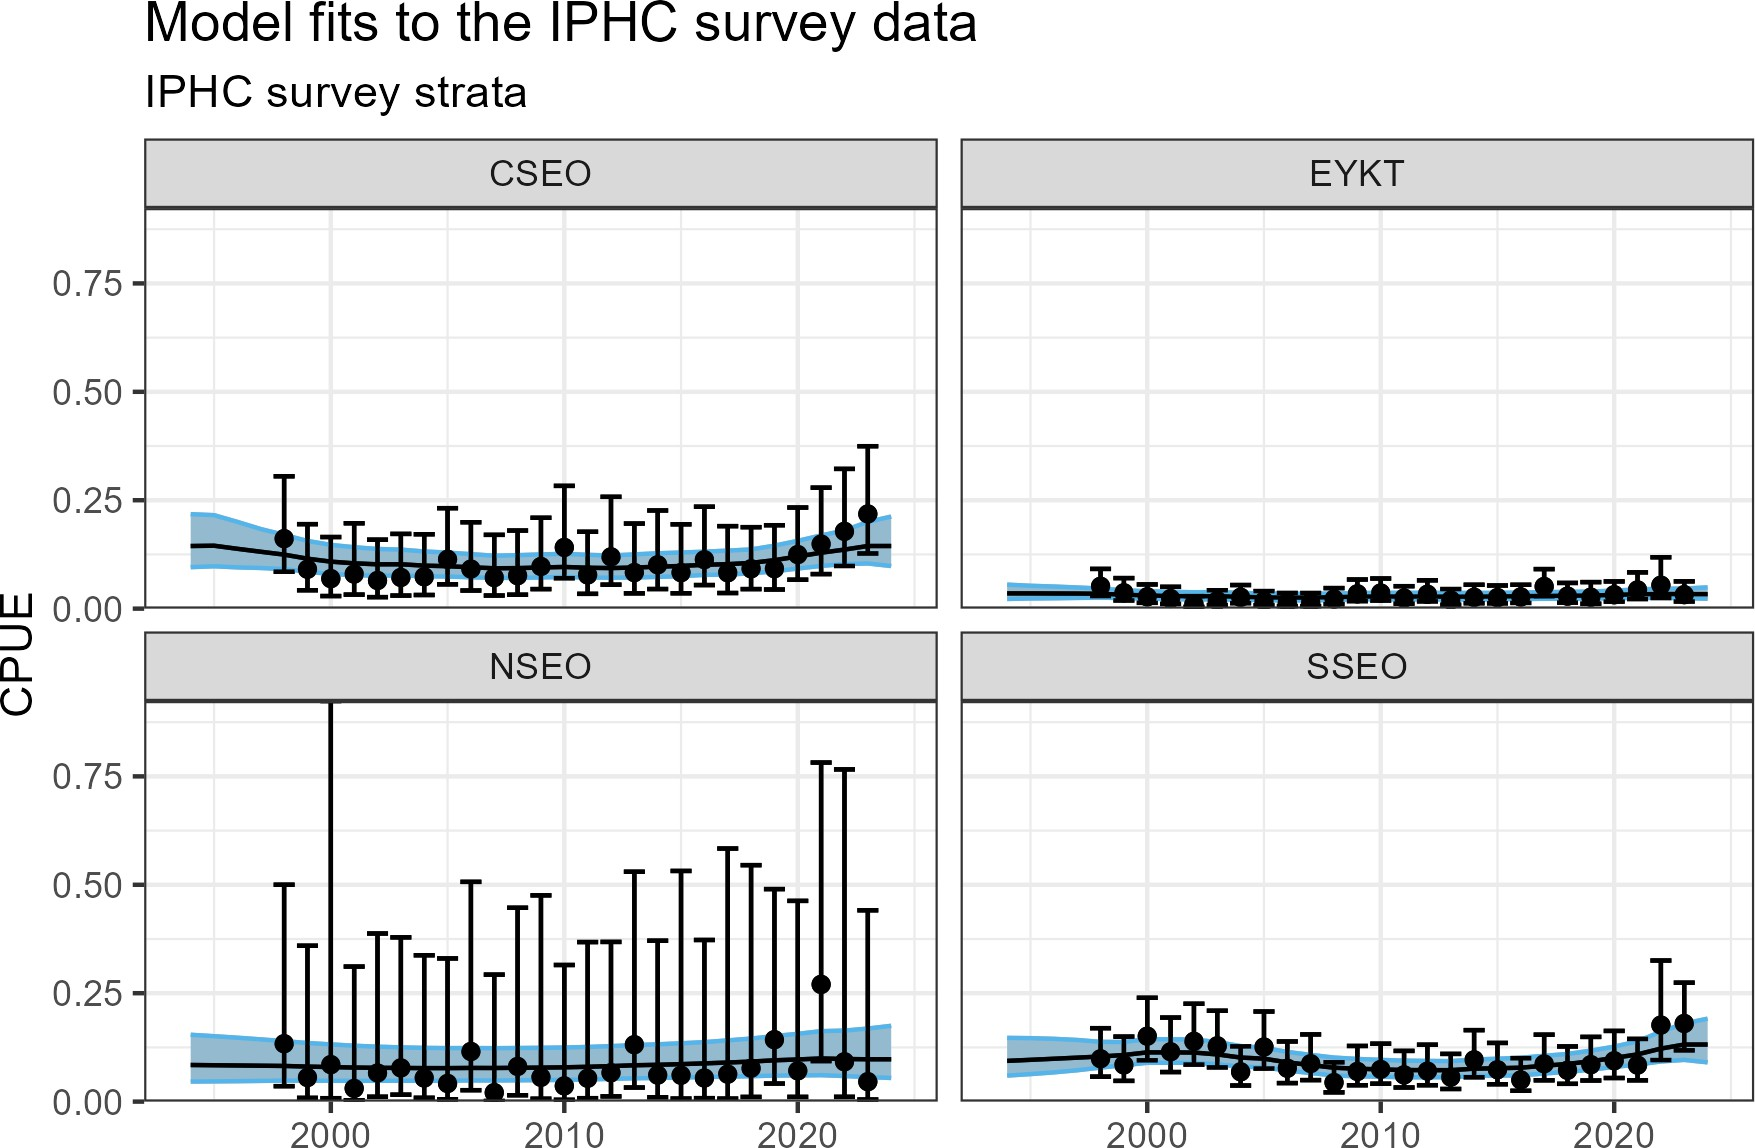 Model fits to the IPHC survey data
IPHC survey strata
CSEO
EYKT
0.75
0.50
0.25
0.00
CPUE
NSEO
SSEO
0.75
0.50
0.25
0.00
2000 2010 2020 2000 2010 2020